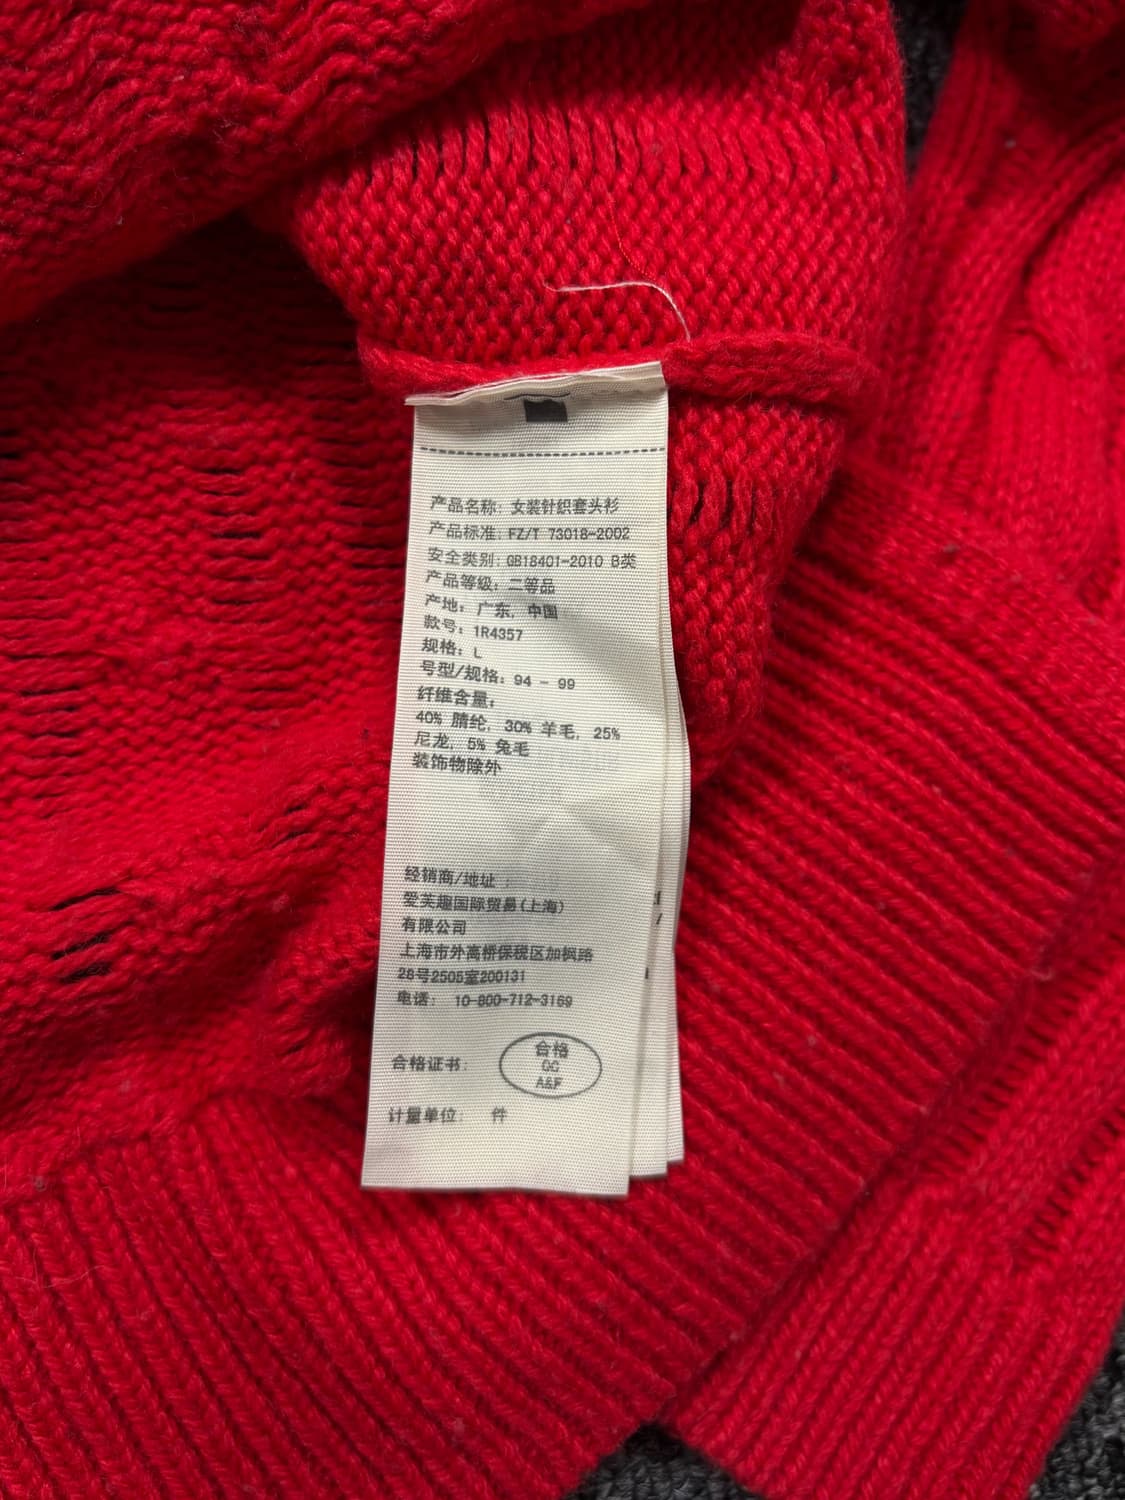 产品名称: 女装针织套头衫
产品标准: FZ/T 73018-2002
安全类别: GB18401-2010 B类
产品等级: 二等品
产地: 广东, 中国
款号: 1R4357
规格: L
号型/规格: 94 - 99
纤维含量:
40% 腈纶, 30% 羊毛, 25%
尼龙, 5% 兔毛
装饰物除外
经销商/地址:
爱芙趣国际贸易(上海)
有限公司
上海市外高桥保税区加枫路
28号2505室200131
电话: 10-800-712-3169
合格证书:
合格
QC
A&F
计量单位: 件